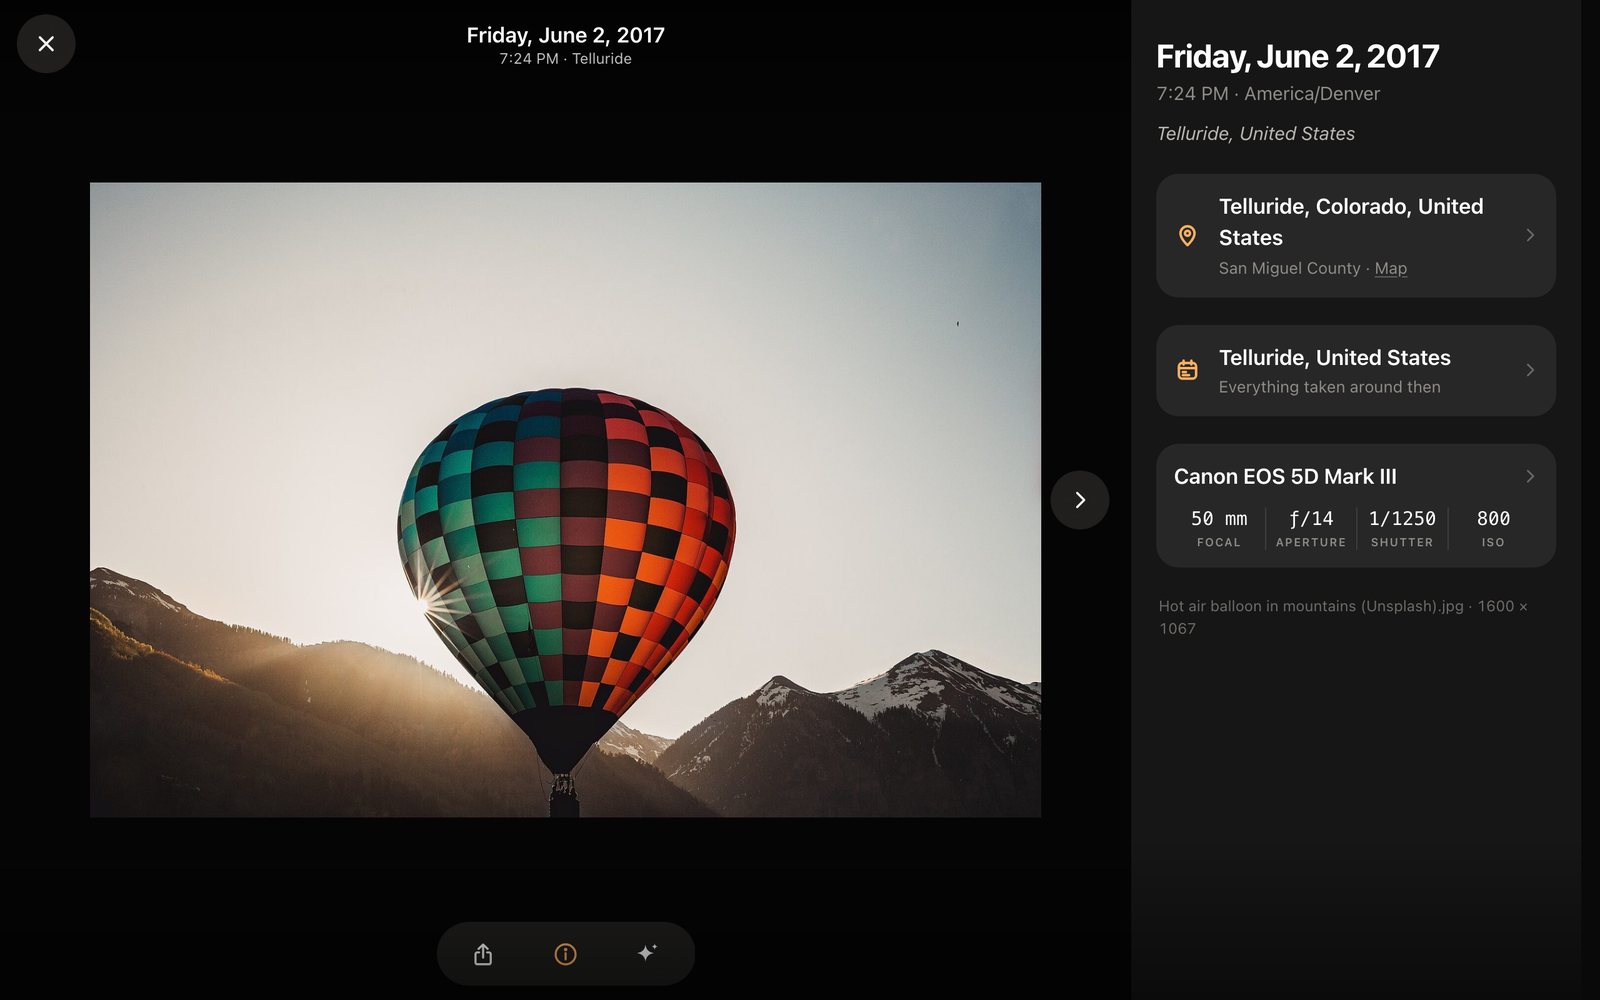 Friday, June 2, 2017
7:24 PM · Telluride
Friday, June 2, 2017
7:24 PM · America/Denver
Telluride, United States
Telluride, Colorado, United
States
San Miguel County · Map
Telluride, United States
Everything taken around then
Canon EOS 5D Mark III
50 mm ƒ/14 1/1250 800
FOCAL APERTURE SHUTTER ISO
Hot air balloon in mountains (Unsplash).jpg · 1600 ×
1067